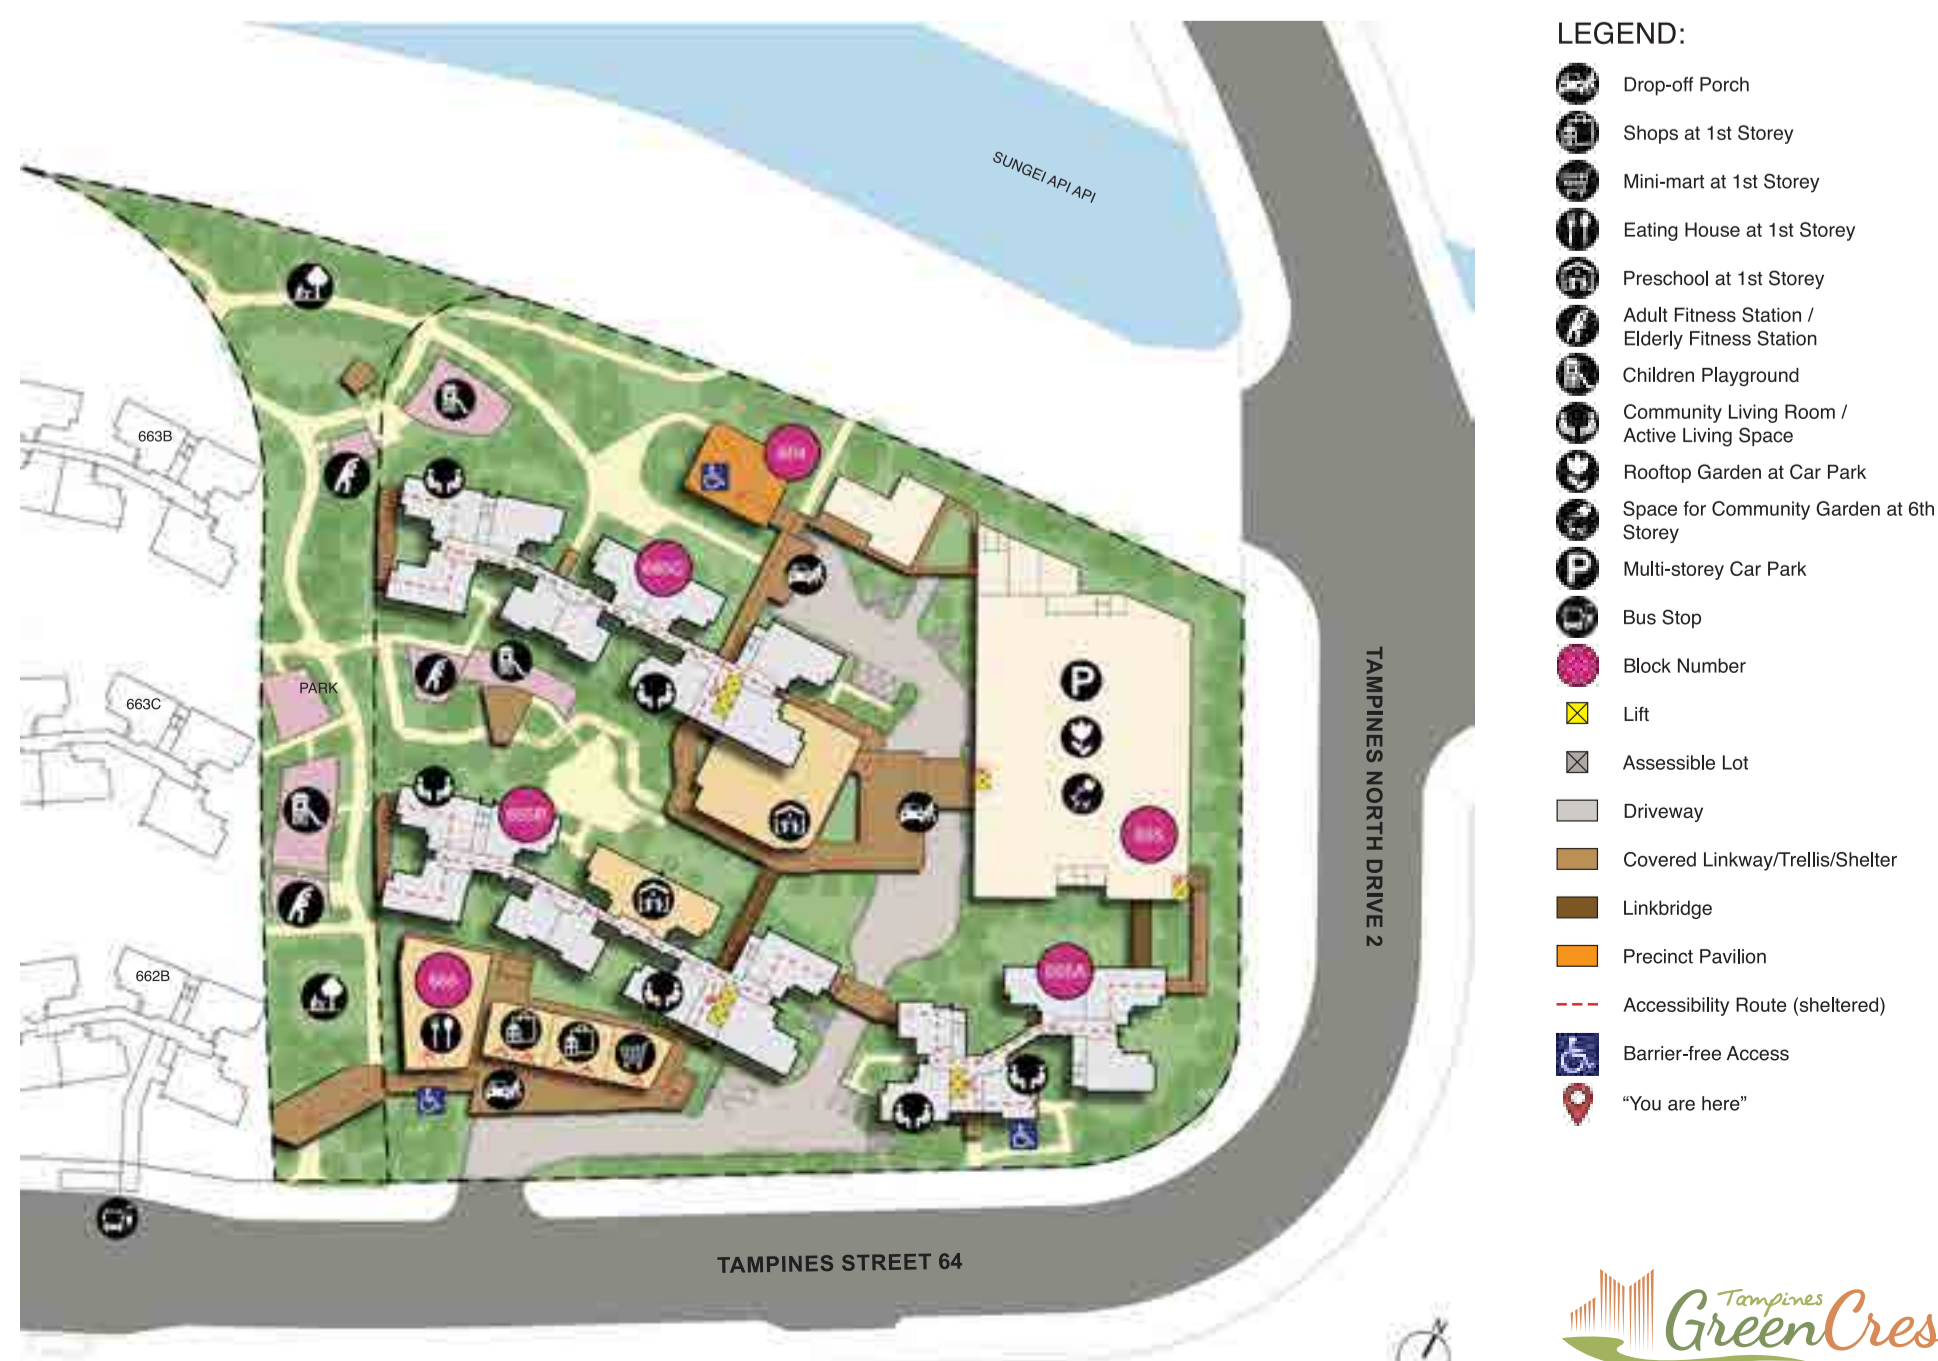 LEGEND:
Drop-off Porch
Shops at 1st Storey
Mini-mart at 1st Storey
Eating House at 1st Storey
Preschool at 1st Storey
Adult Fitness Station /
Elderly Fitness Station
Children Playground
Community Living Room /
Active Living Space
Rooftop Garden at Car Park
Space for Community Garden at 6th
Storey
P
Multi-storey Car Park
Bus Stop
Block Number
Lift
Assessible Lot
Driveway
Covered Linkway/Trellis/Shelter
Linkbridge
Precinct Pavilion
Accessibility Route (sheltered)
Barrier-free Access
"You are here"
SUNGEI API API
663B
663C
PARK
662B
P
TAMPINES NORTH DRIVE 2
TAMPINES STREET 64
N
Tampines
GreenCres